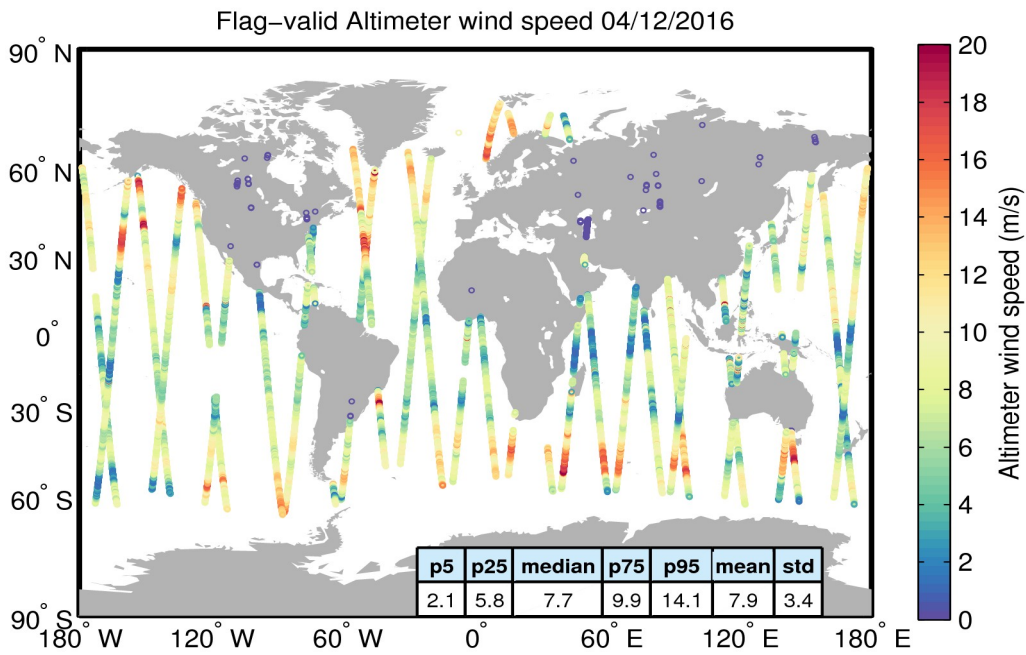 Flag−valid Altimeter wind speed 04/12/2016
90° N
60° N
30° N
0°
30° S
60° S
90° S
180° W
120° W
60° W
0°
60° E
120° E
180° E
p5 p25 median p75 p95 mean std
2.1 5.8 7.7 9.9 14.1 7.9 3.4
20
18
16
14
12
10
8
6
4
2
0
Altimeter wind speed (m/s)